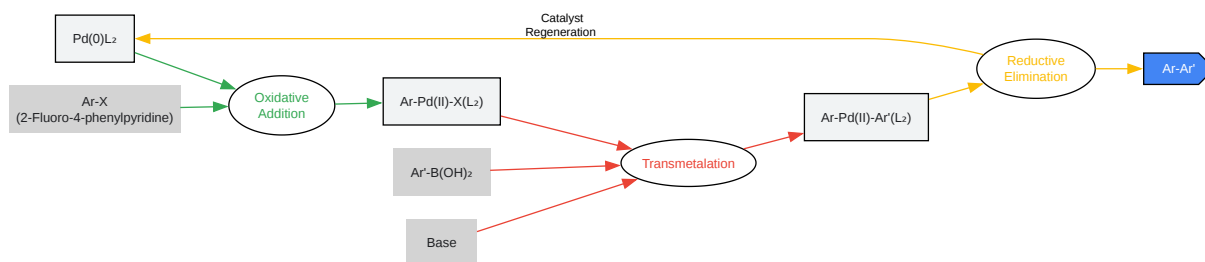 Catalyst
Regeneration
Pd(0)L₂
Reductive
Elimination
Ar-Ar'
Ar-X
(2-Fluoro-4-phenylpyridine)
Oxidative
Addition
Ar-Pd(II)-X(L₂)
Ar-Pd(II)-Ar'(L₂)
Ar'-B(OH)₂
Transmetalation
Base